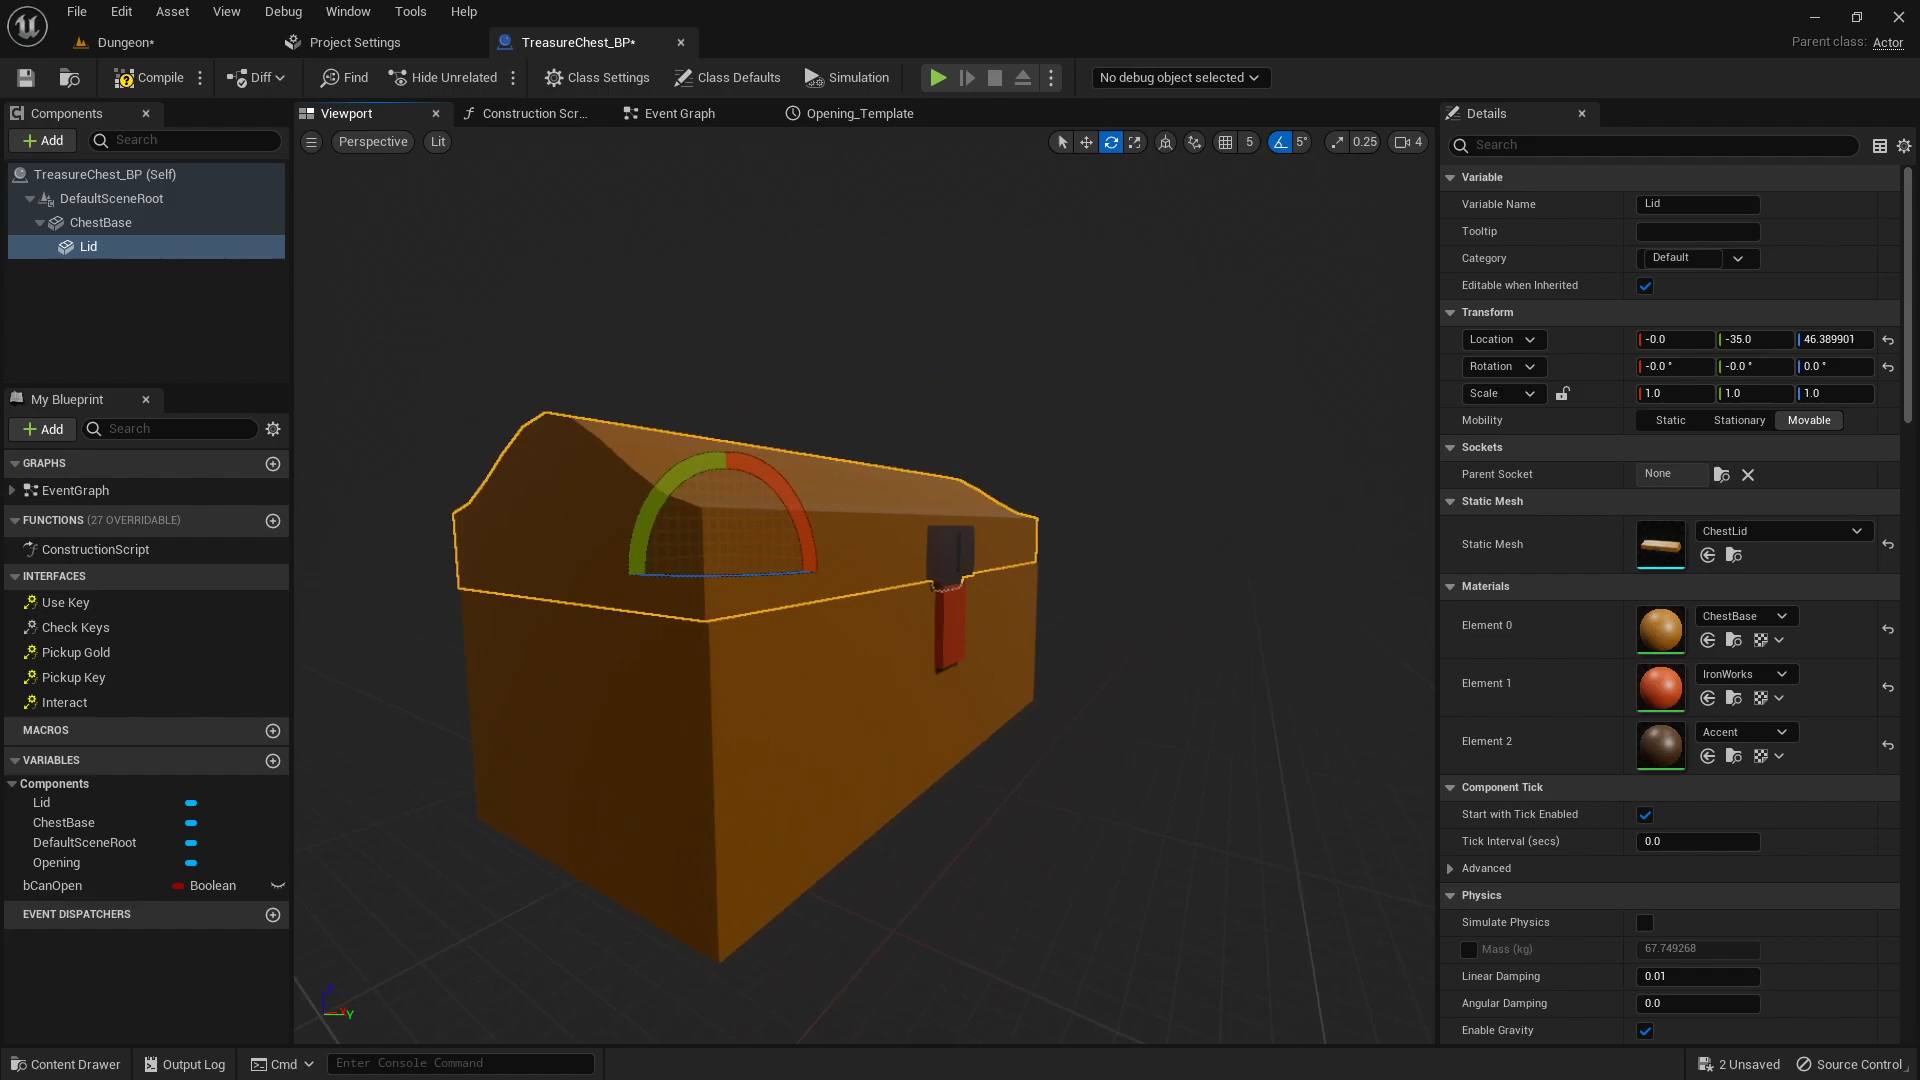 File Edit Asset View Debug Window Tools Help
Dungeon* Project Settings TreasureChest_BP*
Parent class: Actor
Compile Diff Find Hide Unrelated Class Settings Class Defaults Simulation No debug object selected
Components
Add Search
TreasureChest_BP (Self)
DefaultSceneRoot
ChestBase
Lid
My Blueprint
Add Search
GRAPHS
EventGraph
FUNCTIONS (27 OVERRIDABLE)
ConstructionScript
INTERFACES
Use Key
Check Keys
Pickup Gold
Pickup Key
Interact
MACROS
VARIABLES
Components
Lid
ChestBase
DefaultSceneRoot
Opening
bCanOpen Boolean
EVENT DISPATCHERS
Viewport Construction Scr... Event Graph Opening_Template
Perspective Lit 5 5° 0.25 4
Z
X Y
Details
Search
Variable
Variable Name Lid
Tooltip
Category Default
Editable when Inherited
Transform
Location -0.0 -35.0 46.389901
Rotation -0.0 ° -0.0 ° 0.0 °
Scale 1.0 1.0 1.0
Mobility Static Stationary Movable
Sockets
Parent Socket None
Static Mesh
Static Mesh ChestLid
Materials
Element 0 ChestBase
Element 1 IronWorks
Element 2 Accent
Component Tick
Start with Tick Enabled
Tick Interval (secs) 0.0
Advanced
Physics
Simulate Physics
Mass (kg) 67.749268
Linear Damping 0.01
Angular Damping 0.0
Enable Gravity
Content Drawer Output Log Cmd Enter Console Command 2 Unsaved Source Control